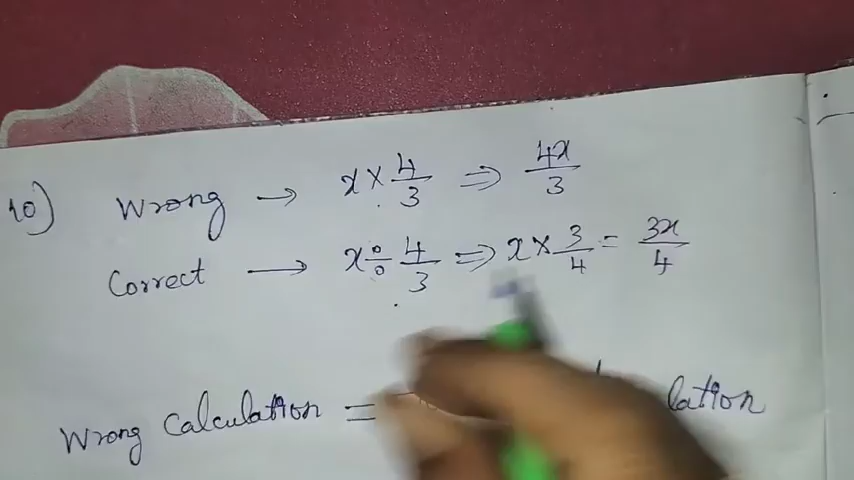 10) Wrong → x × 4/3 ⇒ 4x/3
Correct → x ÷ 4/3 ⇒ x × 3/4 = 3x/4
Wrong calculation =